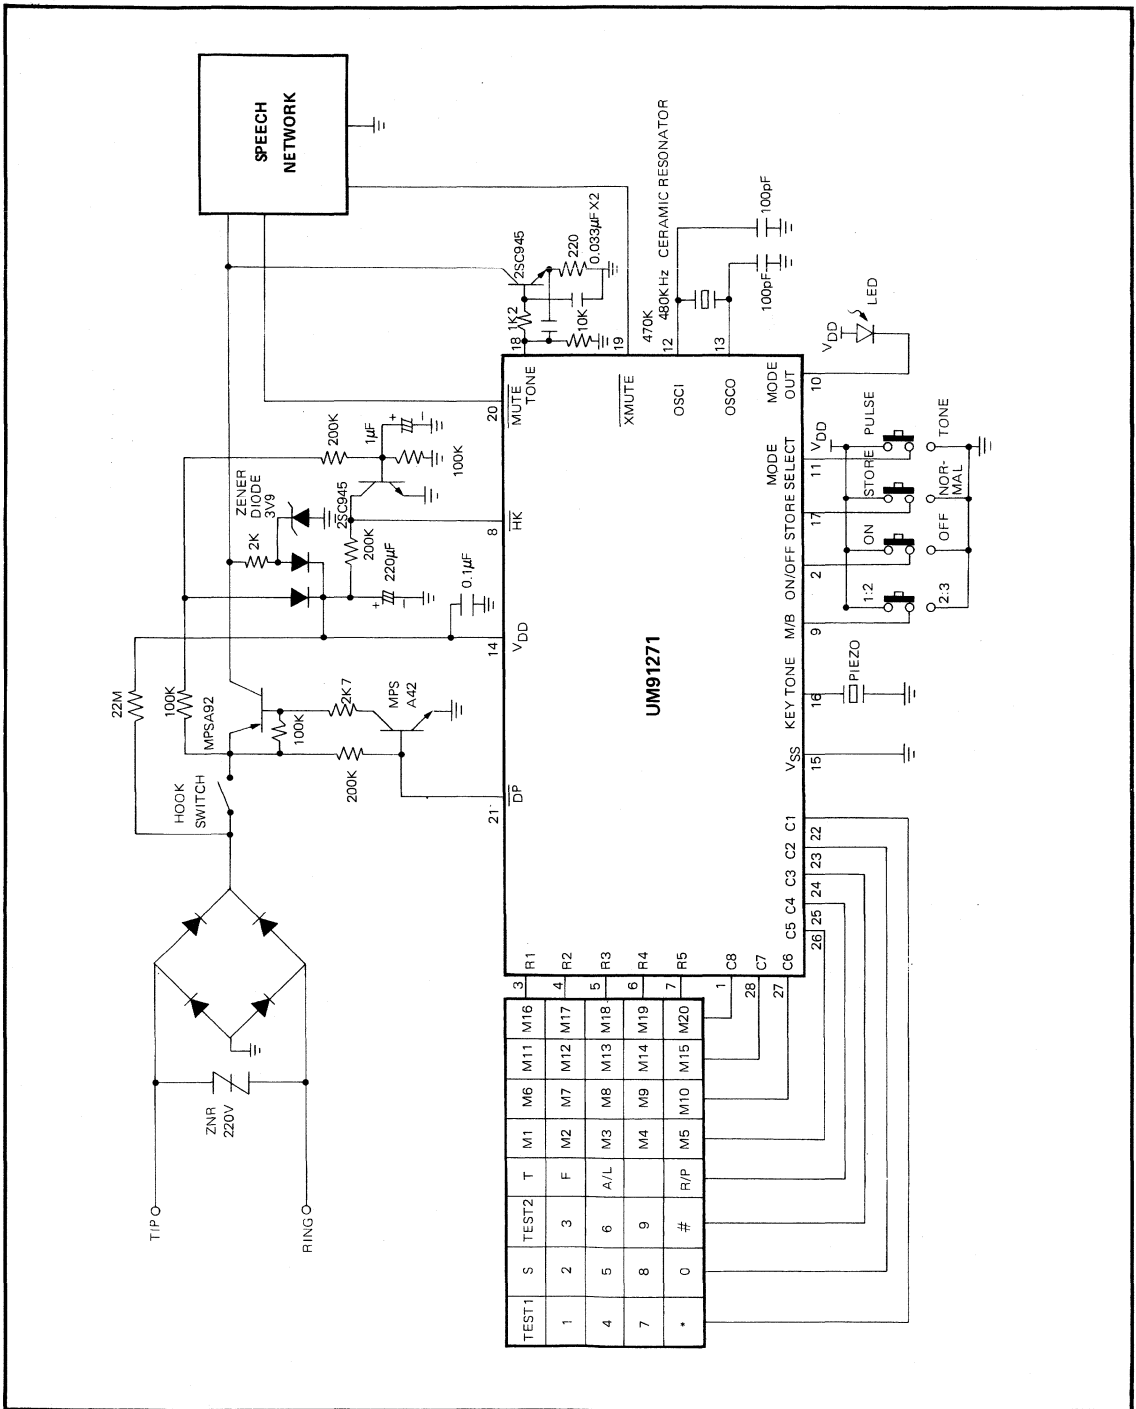 SPEECH
NETWORK
TIP
RING
ZNR
220V
HOOK
SWITCH
22M
100K
MPSA92
100K
200K
2K7
MPS
A42
ZENER
DIODE
3V9
2K
200K
1µF
+
-
100K
2SC945
200K
220µF
+
-
0.1µF
2SC945
1K2
220
0.033µFX2
10K
470K
480KHz CERAMIC RESONATOR
100pF
100pF
LED
VDD
UM91271
21
DP
14
VDD
8
HK
20
MUTE
18
TONE
19
XMUTE
12
OSCI
13
OSCO
10
MODE
OUT
11
MODE
SELECT
17
STORE
2
ON/OFF
9
M/B
16
KEY TONE
PIEZO
15
VSS
VDD
PULSE
TONE
STORE
NOR-
MAL
ON
OFF
1:2
2:3
C1 22
C2 23
C3 24
C4 25
C5 26
C6 27
C7 28
C8 1
R1 3
R2 4
R3 5
R4 6
R5 7
TEST1 S TEST2 T M1 M6 M11 M16
1 2 3 F M2 M7 M12 M17
4 5 6 A/L M3 M8 M13 M18
7 8 9 M4 M9 M14 M19
* 0 # R/P M5 M10 M15 M20